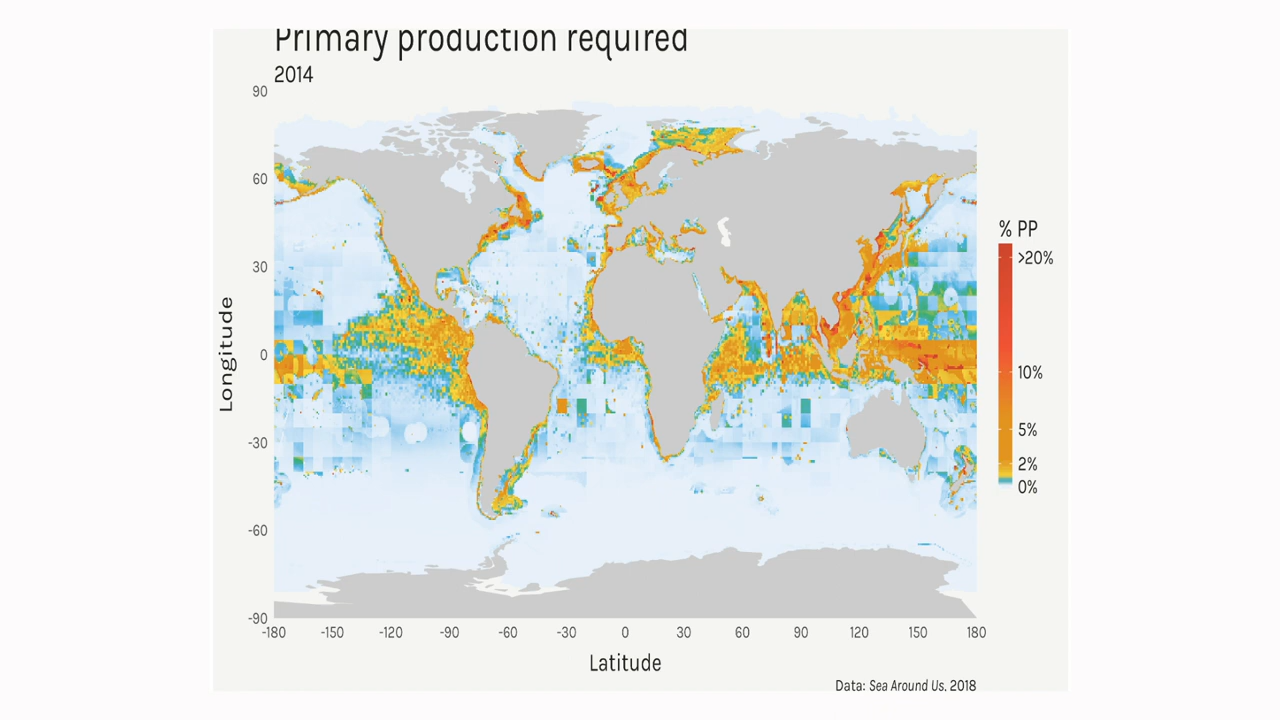 Primary production required
2014
90
60
30
0
-30
-60
-90
Longitude
-180 -150 -120 -90 -60 -30 0 30 60 90 120 150 180
Latitude
% PP
>20%
10%
5%
2%
0%
Data: Sea Around Us, 2018